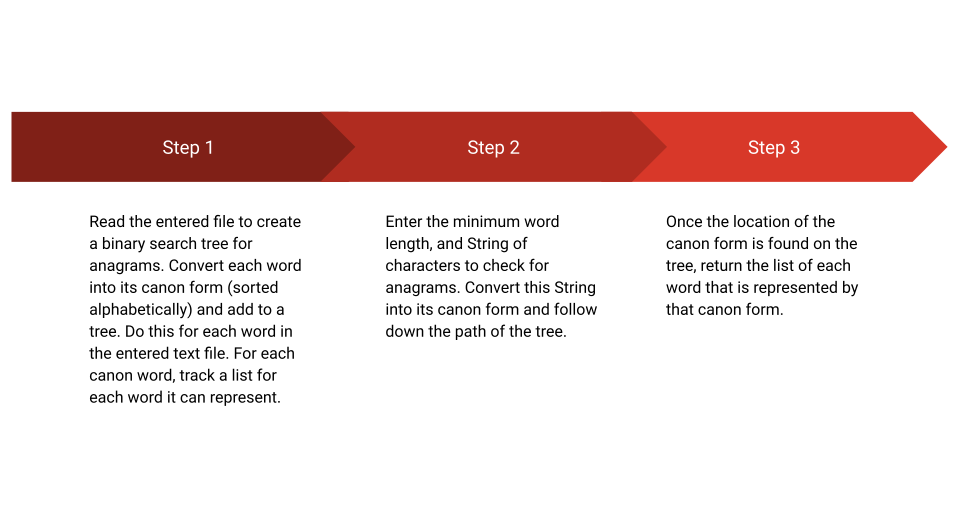 Step 1
Step 2
Step 3
Read the entered file to create
a binary search tree for
anagrams. Convert each word
into its canon form (sorted
alphabetically) and add to a
tree. Do this for each word in
the entered text file. For each
canon word, track a list for
each word it can represent.
Enter the minimum word
length, and String of
characters to check for
anagrams. Convert this String
into its canon form and follow
down the path of the tree.
Once the location of the
canon form is found on the
tree, return the list of each
word that is represented by
that canon form.